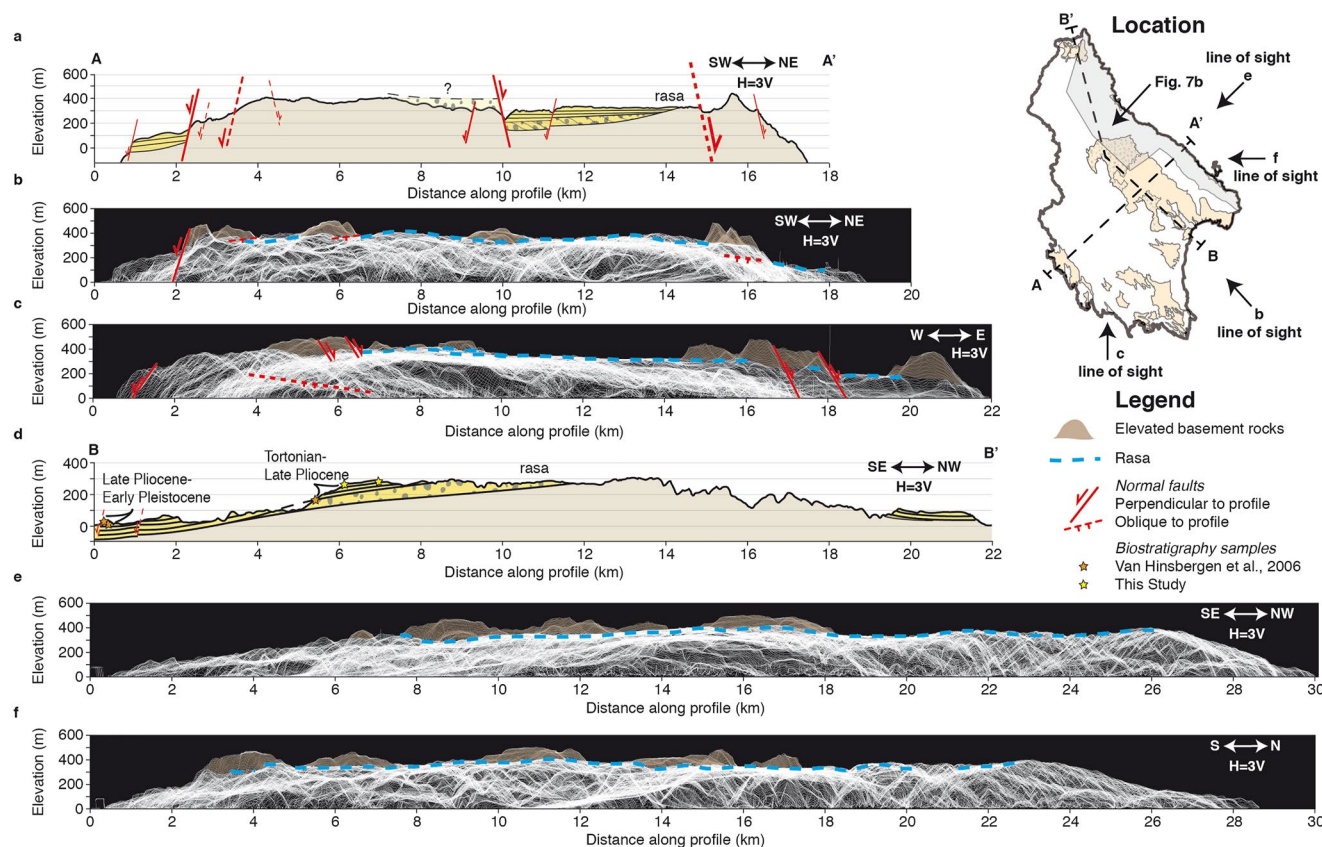 a
A
A'
SW NE
H=3V
?
rasa
Elevation (m)
600
400
200
0
0 2 4 6 8 10 12 14 16 18
Distance along profile (km)
b
SW NE
H=3V
Elevation (m)
600
400
200
0
0 2 4 6 8 10 12 14 16 18 20
Distance along profile (km)
c
W E
H=3V
Elevation (m)
600
400
200
0
0 2 4 6 8 10 12 14 16 18 20 22
Distance along profile (km)
d
B
B'
Tortonian-
Late Pliocene
Late Pliocene-
Early Pleistocene
rasa
SE NW
H=3V
Elevation (m)
400
200
0
0 2 4 6 8 10 12 14 16 18 20 22
Distance along profile (km)
e
SE NW
H=3V
Elevation (m)
600
400
200
0
0 2 4 6 8 10 12 14 16 18 20 22 24 26 28 30
Distance along profile (km)
f
S N
H=3V
Elevation (m)
600
400
200
0
0 2 4 6 8 10 12 14 16 18 20 22 24 26 28 30
Distance along profile (km)
Location
B'
line of sight
e
Fig. 7b
A'
f
line of sight
A
B
b
line of sight
c
line of sight
Legend
Elevated basement rocks
Rasa
Normal faults
Perpendicular to profile
Oblique to profile
Biostratigraphy samples
Van Hinsbergen et al., 2006
This Study